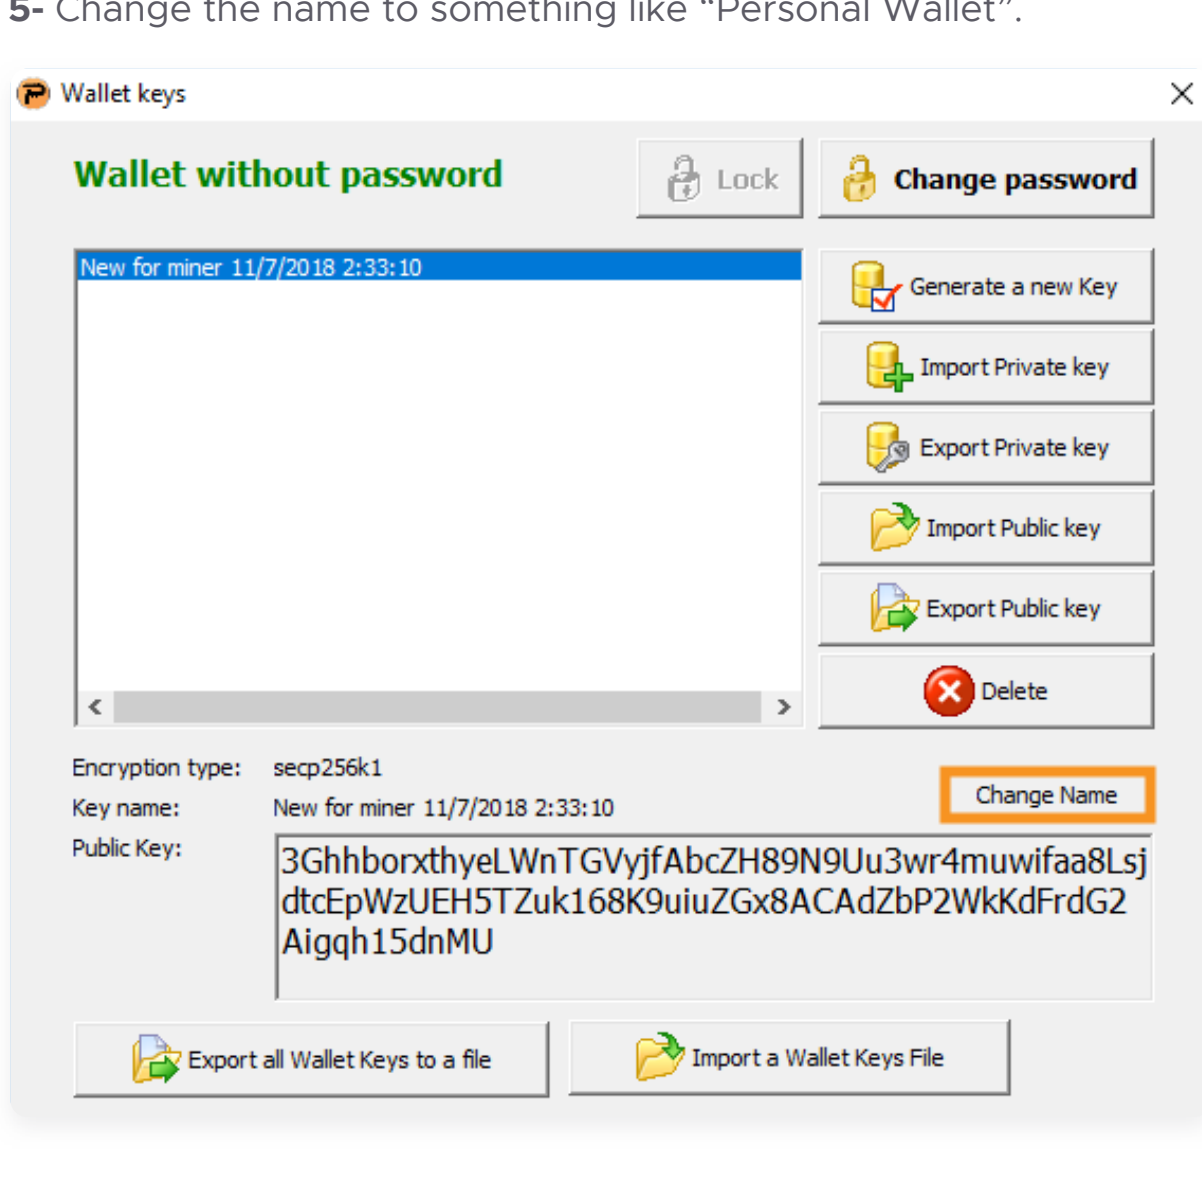 5- Change the name to something like “Personal Wallet”.
Wallet keys
Wallet without password
Lock
Change password
New for miner 11/7/2018 2:33:10
Generate a new Key
Import Private key
Export Private key
Import Public key
Export Public key
Delete
Encryption type: secp256k1
Key name: New for miner 11/7/2018 2:33:10
Change Name
Public Key:
3GhhborxthyeLWnTGVyjfAbcZH89N9Uu3wr4muwifaa8Lsj
dtcEpWzUEH5TZuk168K9uiuZGx8ACAdZbP2WkKdFrdG2
Aigqh15dnMU
Export all Wallet Keys to a file
Import a Wallet Keys File